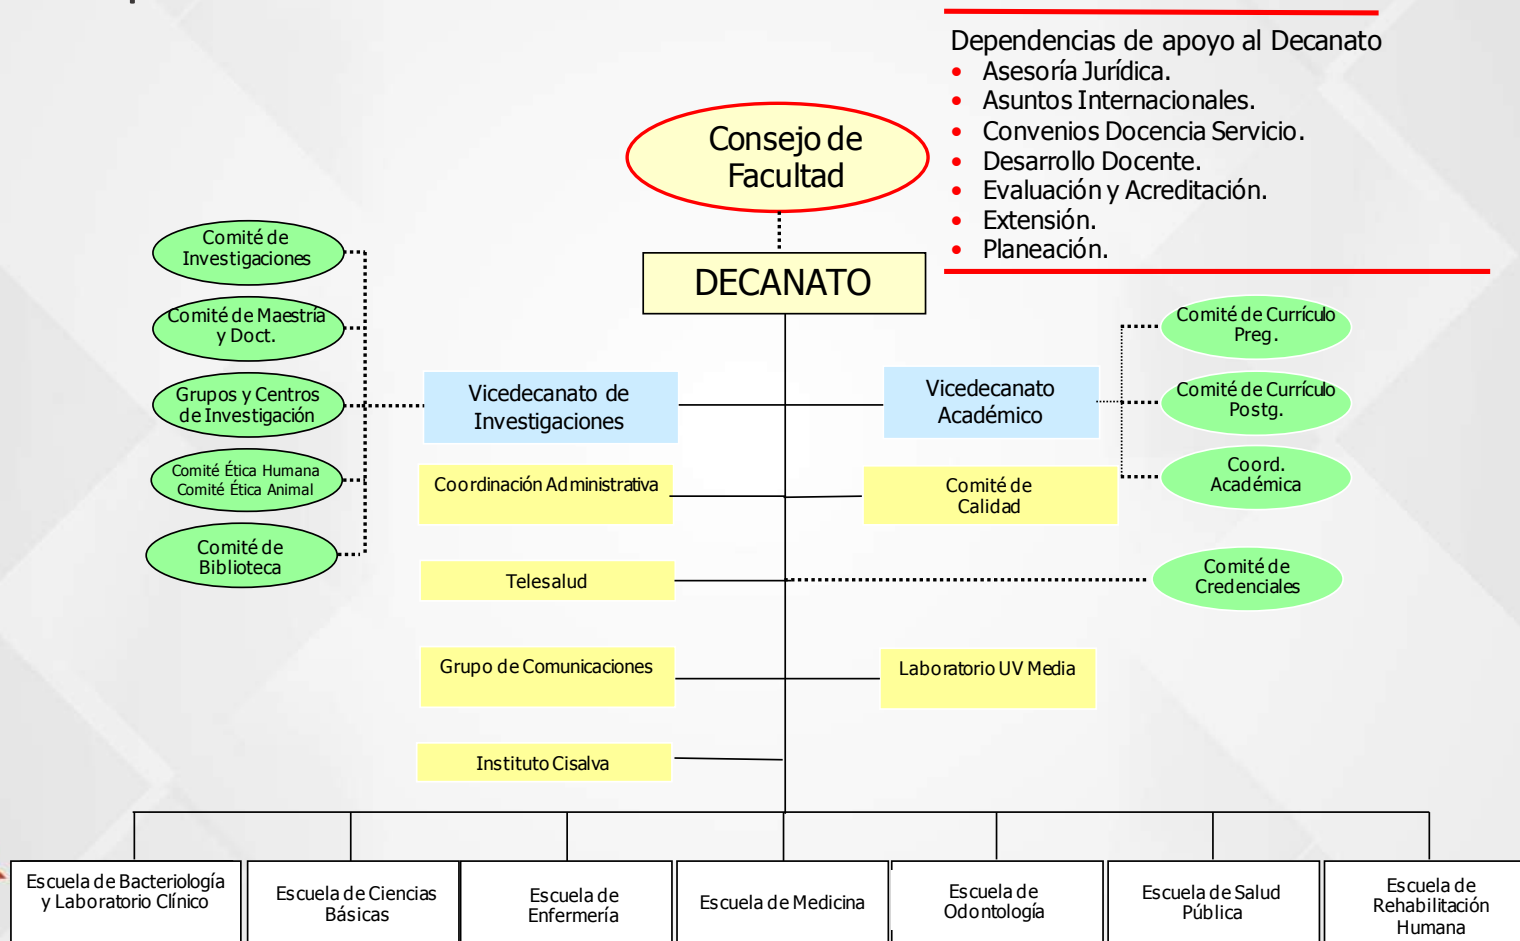 Dependencias de apoyo al Decanato
• Asesoría Jurídica.
• Asuntos Internacionales.
• Convenios Docencia Servicio.
• Desarrollo Docente.
• Evaluación y Acreditación.
• Extensión.
• Planeación.
Consejo de
Facultad
DECANATO
Comité de
Investigaciones
Comité de Maestría
y Doct.
Grupos y Centros
de Investigación
Comité Ética Humana
Comité Ética Animal
Comité de
Biblioteca
Vicedecanato de
Investigaciones
Vicedecanato
Académico
Comité de Currículo
Preg.
Comité de Currículo
Postg.
Coord.
Académica
Coordinación Administrativa
Comité de
Calidad
Telesalud
Comité de
Credenciales
Grupo de Comunicaciones
Laboratorio UV Media
Instituto Cisalva
Escuela de Bacteriología
y Laboratorio Clínico
Escuela de Ciencias
Básicas
Escuela de
Enfermería
Escuela de Medicina
Escuela de
Odontología
Escuela de Salud
Pública
Escuela de
Rehabilitación
Humana